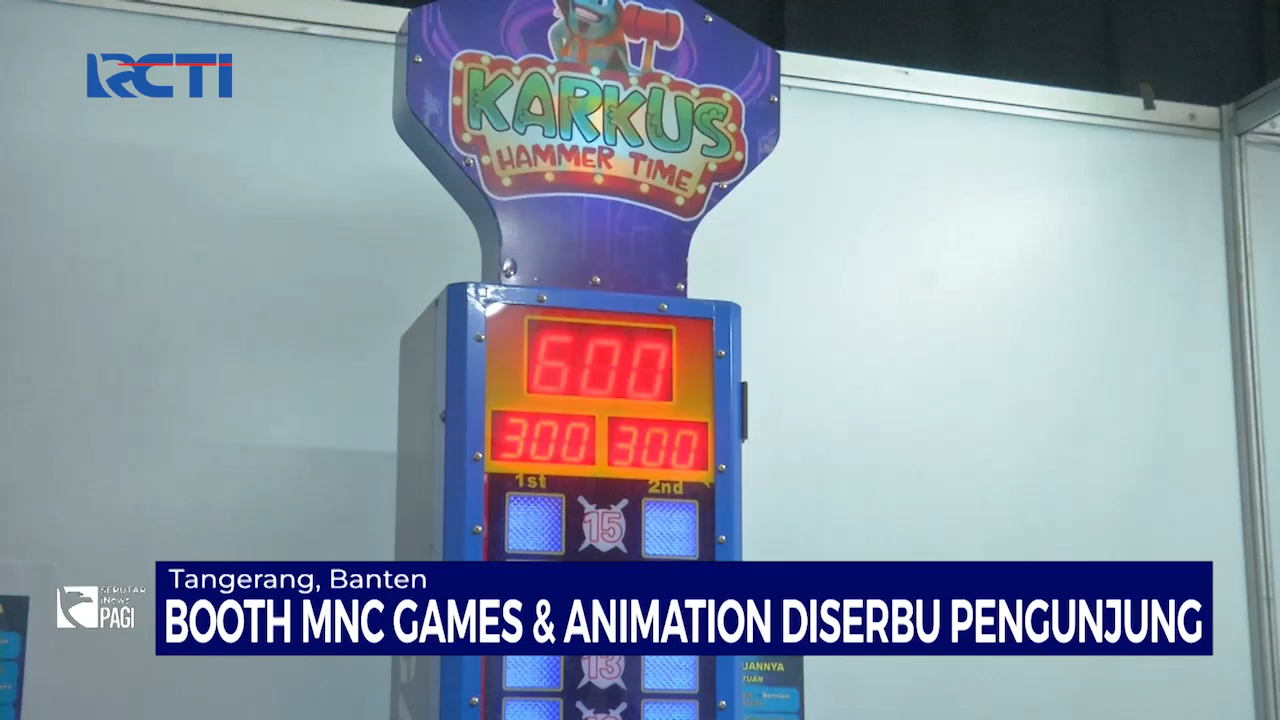 RCTI
KARKUS
HAMMER TIME
600
300 300
1st 2nd
15
Tangerang, Banten
SEPUTAR
iNews
PAGI
BOOTH MNC GAMES & ANIMATION DISERBU PENGUNJUNG
13
JANNYA
TUAN